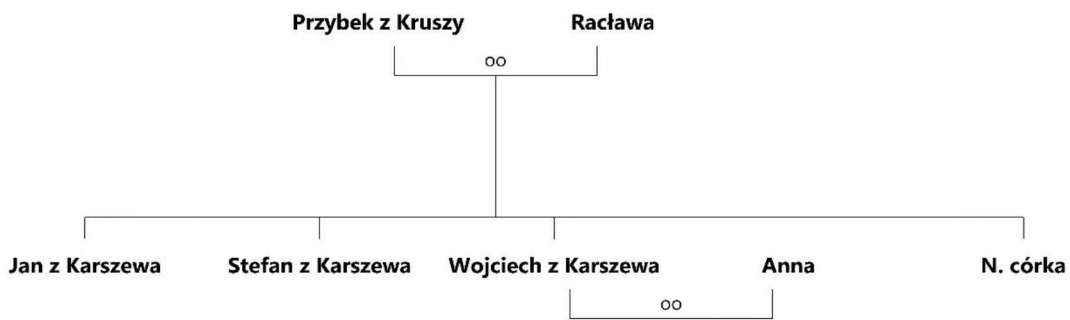 Przybek z Kruszy Racława
oo
Jan z Karszewa Stefan z Karszewa Wojciech z Karszewa Anna N. córka
oo